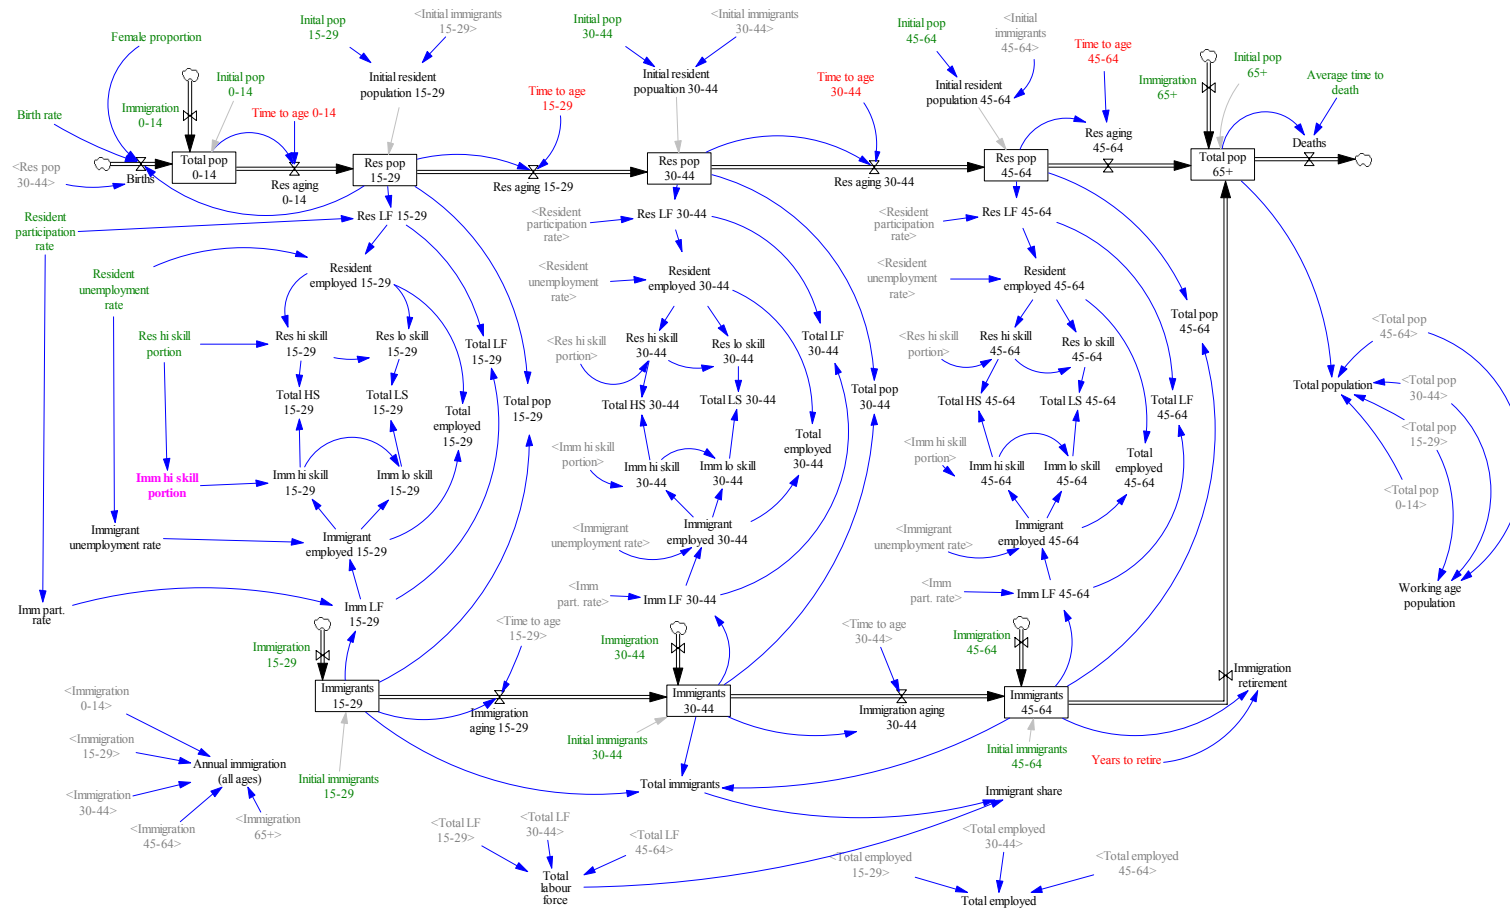 Female proportion
Initial pop
0-14
Immigration
0-14
Birth rate
<Res pop
30-44>
Births
Total pop
0-14
Time to age 0-14
Res aging
0-14
Inital pop
15-29
<Initial immigrants
15-29>
Initial resident
population 15-29
Res pop
15-29
Time to age
15-29
Res aging 15-29
Initial pop
30-44
<Initial immigrants
30-44>
Initial resident
popualtion 30-44
Res pop
30-44
Time to age
30-44
Res aging 30-44
Initial pop
45-64
<Initial
immigrants
45-64>
Initial resident
population 45-64
Res pop
45-64
Time to age
45-64
Res aging
45-64
Immigration
65+
Initial pop
65+
Average time to
death
Total pop
65+
Deaths
Resident
participation
rate
Res LF 15-29
Resident
unemployment
rate
Resident
employed 15-29
Res hi skill
portion
Res hi skill
15-29
Res lo skill
15-29
Total LF
15-29
Total HS
15-29
Total LS
15-29
Total
employed
15-29
Total pop
15-29
Imm hi skill
portion
Imm hi skill
15-29
Imm lo skill
15-29
Immigrant
unemployment rate
Immigrant
employed 15-29
Imm part.
rate
Imm LF
15-29
<Resident
participation
rate>
Res LF 30-44
<Resident
unemployment
rate>
Resident
employed 30-44
<Res hi skill
portion>
Res hi skill
30-44
Res lo skill
30-44
Total LF
30-44
Total HS 30-44
Total LS 30-44
Total pop
30-44
Total
employed
30-44
<Imm hi skill
portion>
Imm hi skill
30-44
Imm lo skill
30-44
<Immigrant
unemployment rate>
Immigrant
employed 30-44
<Imm
part. rate>
Imm LF 30-44
<Resident
participation
rate>
Res LF 45-64
<Resident
unemployment
rate>
Resident
employed 45-64
<Res hi skill
portion>
Res hi skill
45-64
Res lo skill
45-64
Total pop
45-64
Total HS 45-64
Total LS 45-64
Total LF
45-64
<Imm hi skill
portion>
Imm hi skill
45-64
Imm lo skill
45-64
Total
employed
45-64
<Immigrant
unemployment rate>
Immigrant
employed 45-64
<Imm
part. rate>
Imm LF 45-64
<Total pop
45-64>
Total population
<Total pop
30-44>
<Total pop
15-29>
<Total pop
0-14>
Working age
population
Immigration
15-29
Immigrants
15-29
<Time to age
15-29>
Immigration
aging 15-29
Initial immigrants
15-29
Immigration
30-44
Immigrants
30-44
Initial immigrants
30-44
<Time to age
30-44>
Immigration aging
30-44
Immigration
45-64
Immigrants
45-64
Initial immigrants
45-64
Immigration
retirement
Years to retire
<Immigration
0-14>
<Immigration
15-29>
Annual immigration
(all ages)
<Immigration
30-44>
<Immigration
45-64>
<Immigration
65+>
Total immigrants
Immigrant share
<Total LF
15-29>
<Total LF
30-44>
<Total LF
45-64>
Total
labour
force
<Total employed
15-29>
<Total employed
30-44>
<Total employed
45-64>
Total employed